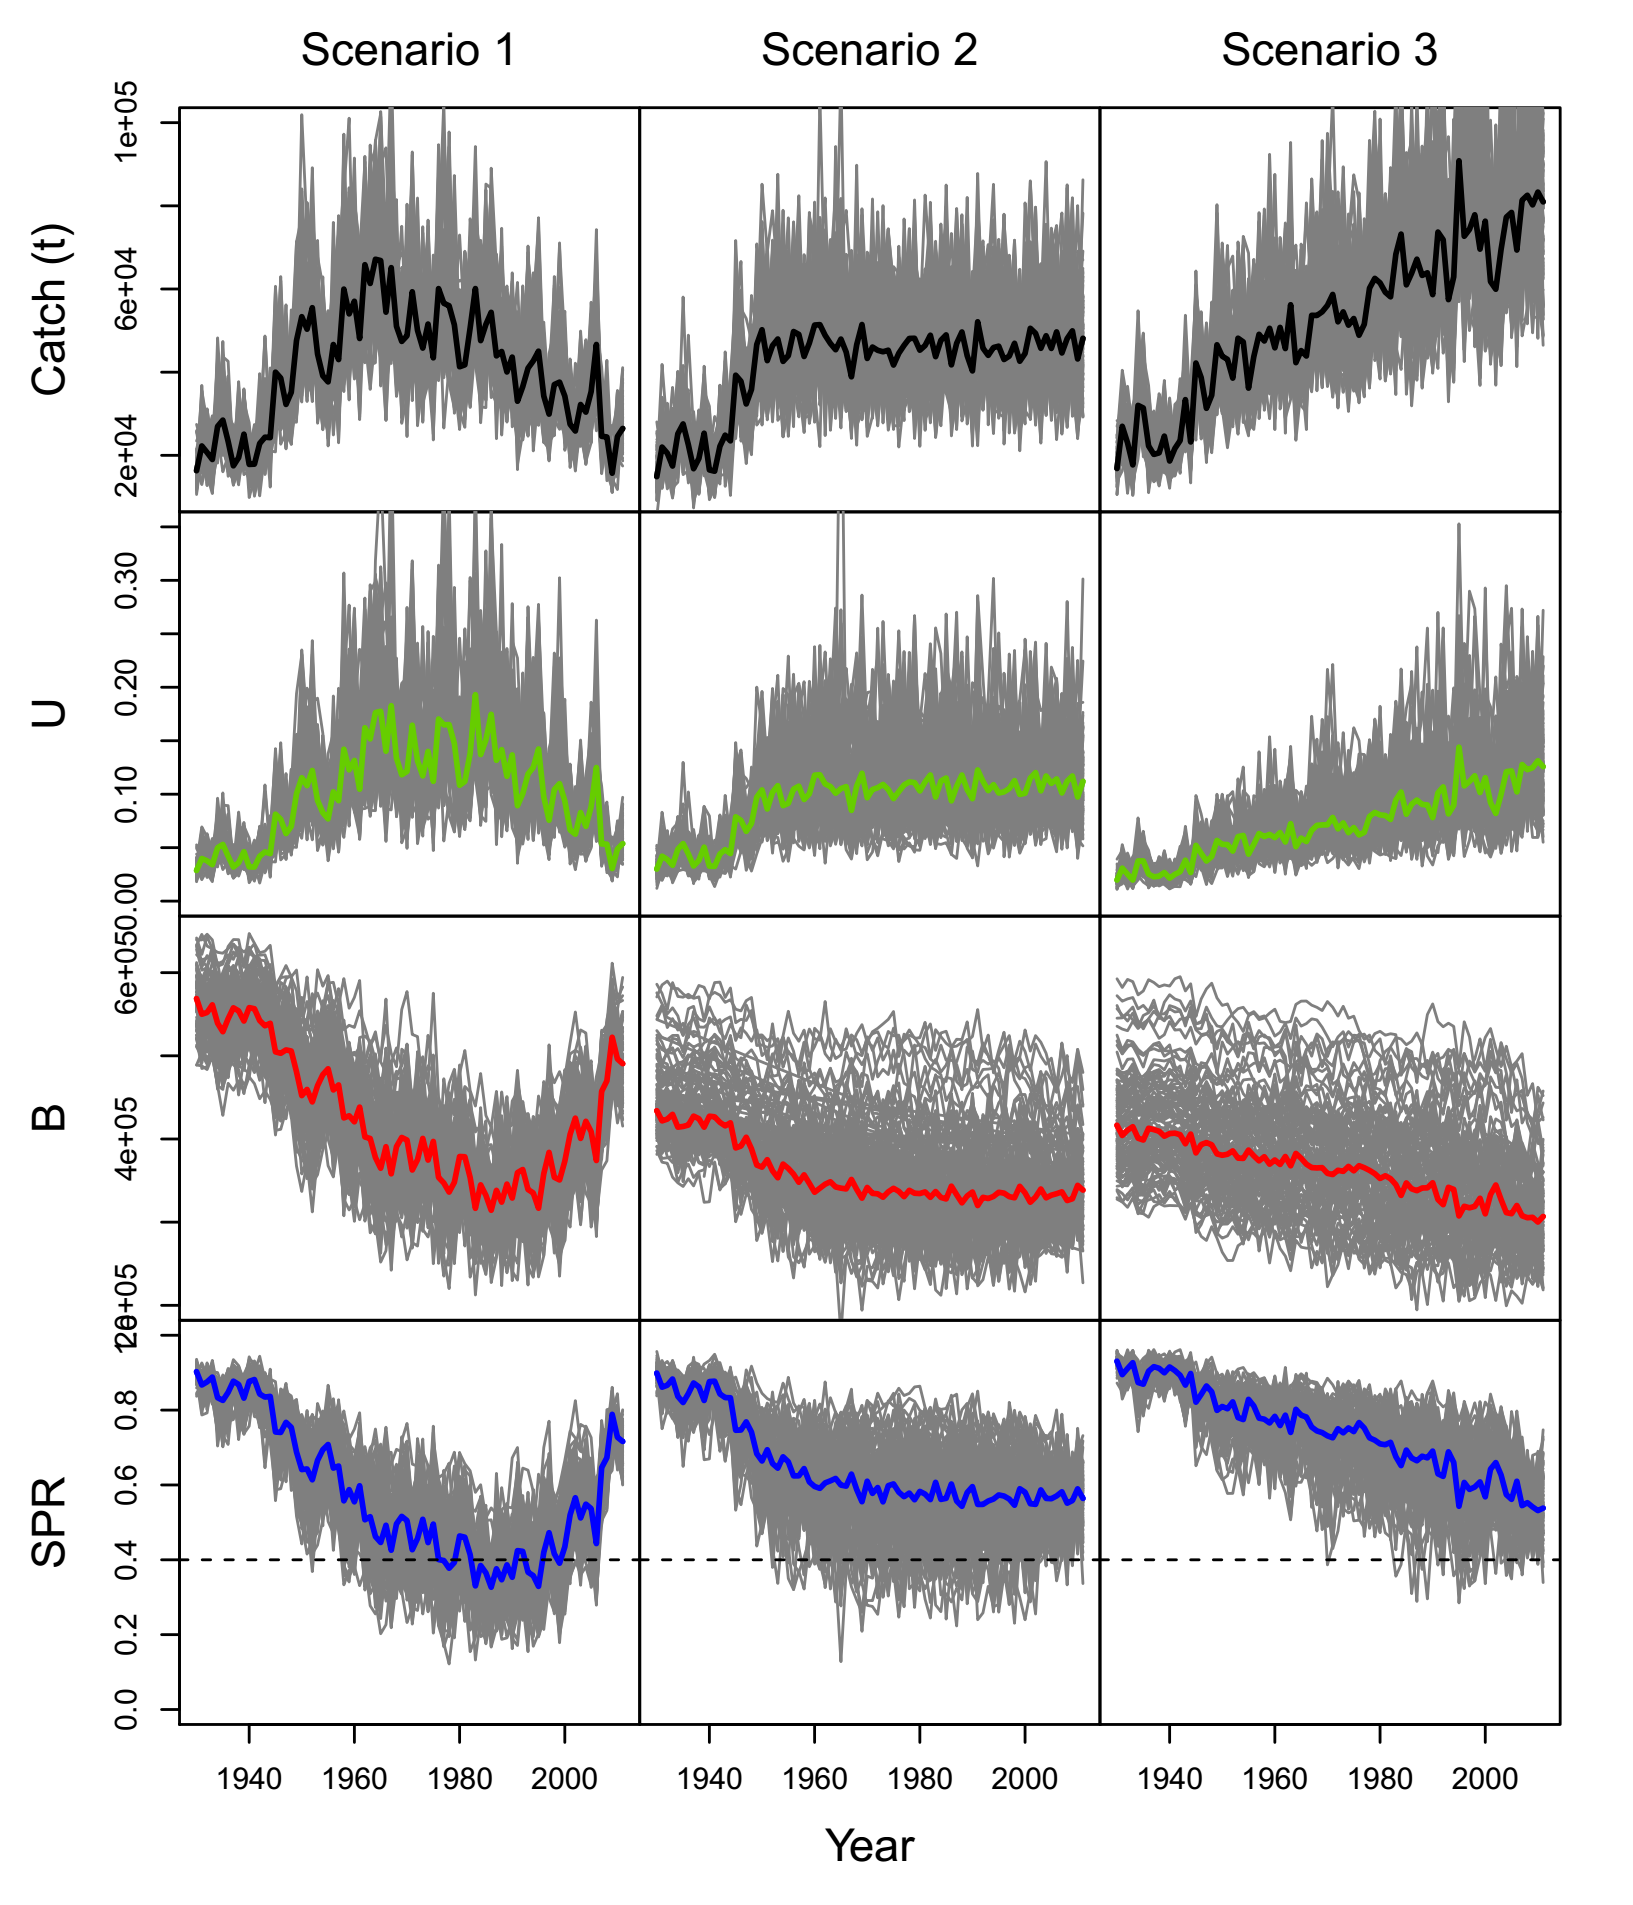 Scenario 1 Scenario 2 Scenario 3
Catch (t)
1e+05
6e+04
2e+04
U
0.30
0.20
0.10
0.00
B
6e+05
4e+05
2e+05
SPR
1.0
0.8
0.6
0.4
0.2
0.0
1940 1960 1980 2000 1940 1960 1980 2000 1940 1960 1980 2000
Year